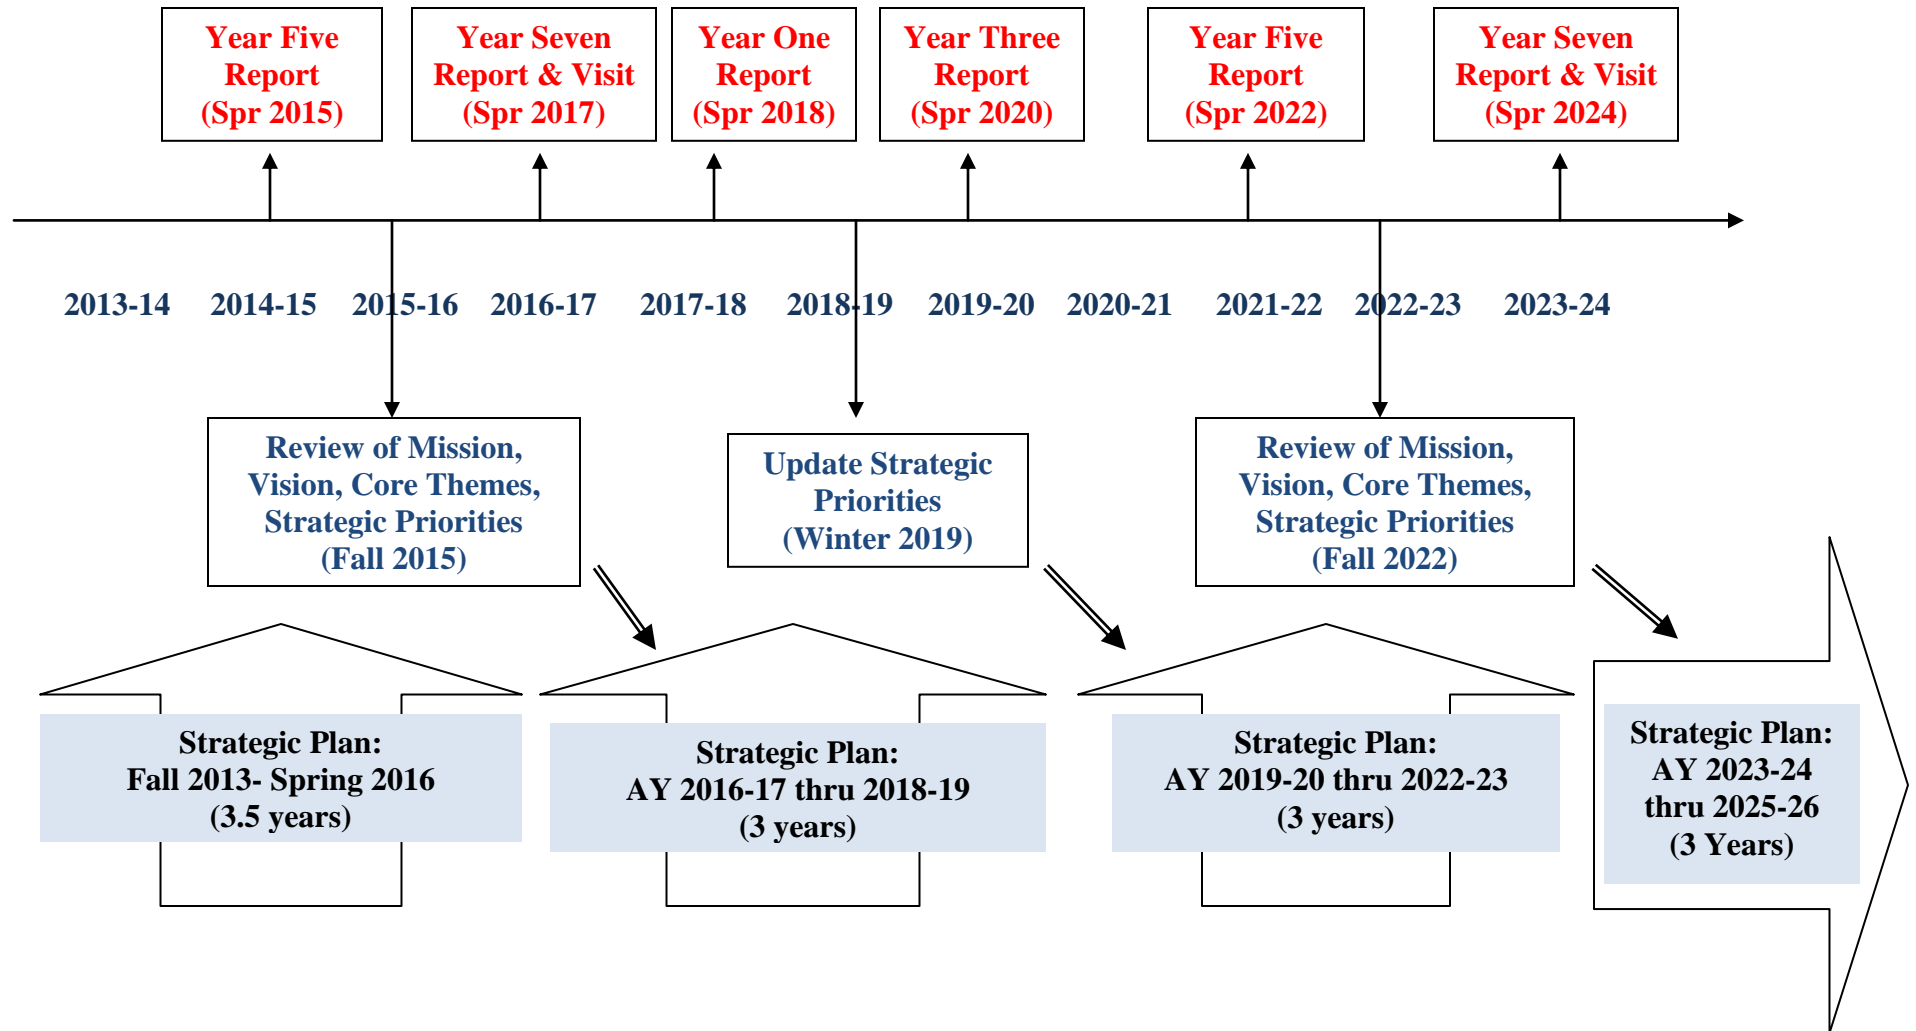 Year Five
Report
(Spr 2015)
Year Seven
Report & Visit
(Spr 2017)
Year One
Report
(Spr 2018)
Year Three
Report
(Spr 2020)
Year Five
Report
(Spr 2022)
Year Seven
Report & Visit
(Spr 2024)
2013-14 2014-15 2015-16 2016-17 2017-18 2018-19 2019-20 2020-21 2021-22 2022-23 2023-24
Review of Mission,
Vision, Core Themes,
Strategic Priorities
(Fall 2015)
Update Strategic
Priorities
(Winter 2019)
Review of Mission,
Vision, Core Themes,
Strategic Priorities
(Fall 2022)
Strategic Plan:
Fall 2013- Spring 2016
(3.5 years)
Strategic Plan:
AY 2016-17 thru 2018-19
(3 years)
Strategic Plan:
AY 2019-20 thru 2022-23
(3 years)
Strategic Plan:
AY 2023-24
thru 2025-26
(3 Years)